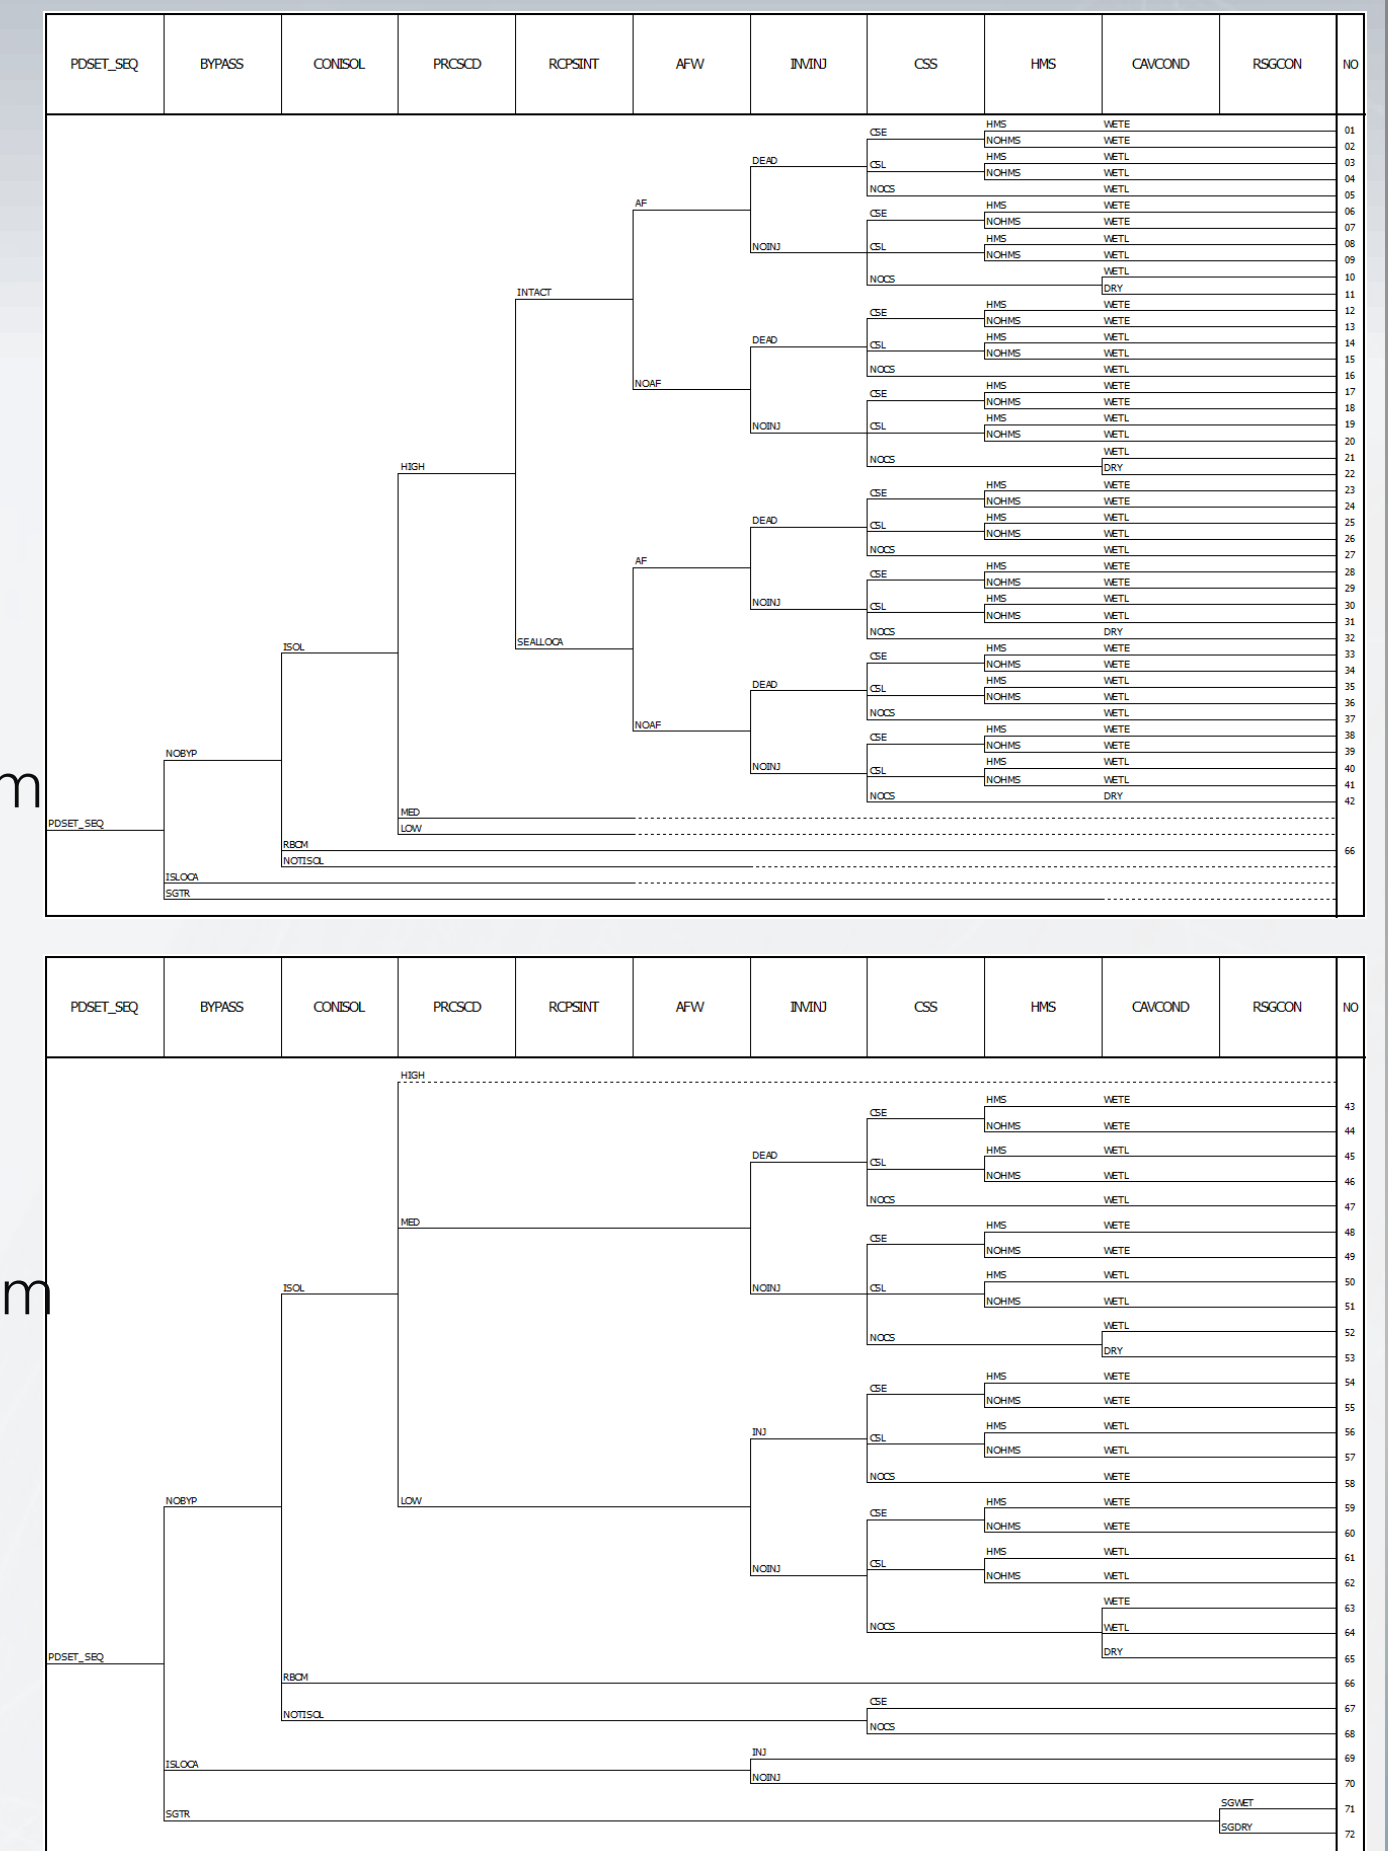 PDSET_SEQ BYPASS CONISOL PRCSCD RCPSINT AFW INVINJ CSS HMS CAVCOND RSGCON NO
HMS WETE 01
CSE
NOHMS WETE 02
DEAD HMS WETL 03
CSL
NOHMS WETL 04
NOCS WETL 05
AF HMS WETE 06
CSE
NOHMS WETE 07
HMS WETL 08
NOINJ CSL
NOHMS WETL 09
WETL 10
NOCS
DRY 11
INTACT
HMS WETE 12
CSE
NOHMS WETE 13
DEAD HMS WETL 14
CSL
NOHMS WETL 15
NOCS WETL 16
NOAF HMS WETE 17
CSE
NOHMS WETE 18
HMS WETL 19
NOINJ CSL
NOHMS WETL 20
WETL 21
NOCS
DRY 22
HIGH
HMS WETE 23
CSE
NOHMS WETE 24
DEAD HMS WETL 25
CSL
NOHMS WETL 26
NOCS WETL 27
AF
HMS WETE 28
CSE
NOHMS WETE 29
HMS WETL 30
NOINJ CSL
NOHMS WETL 31
NOCS DRY 32
SEALLOCA
ISOL HMS WETE 33
CSE
NOHMS WETE 34
DEAD HMS WETL 35
CSL
NOHMS WETL 36
NOCS WETL 37
NOAF
HMS WETE 38
CSE
NOHMS WETE 39
NOBYP
HMS WETL 40
NOINJ CSL
NOHMS WETL 41
NOCS DRY 42
m
MED
PDSET_SEQ
LOW
RBCM 66
NOTISOL
ISLOCA
SGTR
PDSET_SEQ BYPASS CONISOL PRCSCD RCPSINT AFW INVINJ CSS HMS CAVCOND RSGCON NO
HIGH
HMS WETE 43
CSE
NOHMS WETE 44
HMS WETL 45
DEAD CSL
NOHMS WETL 46
NOCS WETL 47
MED
HMS WETE 48
CSE
NOHMS WETE 49
HMS WETL 50
ISOL NOINJ CSL
m
NOHMS WETL 51
WETL 52
NOCS
DRY 53
HMS WETE 54
CSE
NOHMS WETE 55
HMS WETL 56
INJ CSL
NOHMS WETL 57
NOCS WETE 58
NOBYP LOW
HMS WETE 59
CSE
NOHMS WETE 60
HMS WETL 61
NOINJ CSL
NOHMS WETL 62
WETE 63
NOCS WETL 64
DRY 65
PDSET_SEQ
RBCM 66
CSE 67
NOTISOL
NOCS 68
INJ 69
ISLOCA
NOINJ 70
SGWET 71
SGTR
SGDRY 72